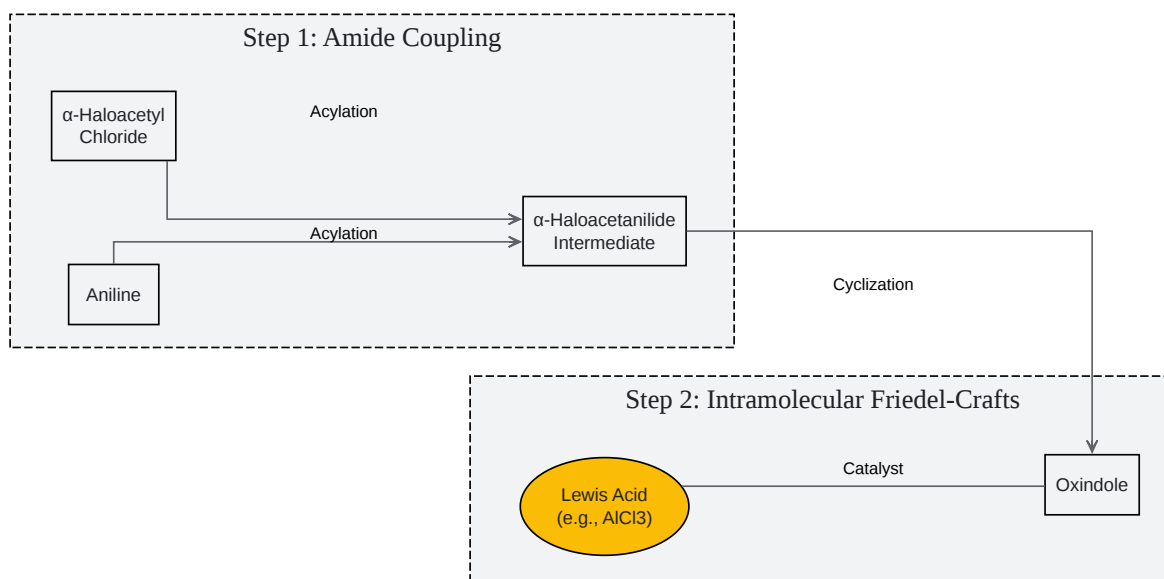 Step 1: Amide Coupling
α-Haloacetyl
Chloride
Acylation
α-Haloacetanilide
Intermediate
Acylation
Aniline
Cyclization
Step 2: Intramolecular Friedel-Crafts
Catalyst
Lewis Acid
(e.g., AlCl3)
Oxindole